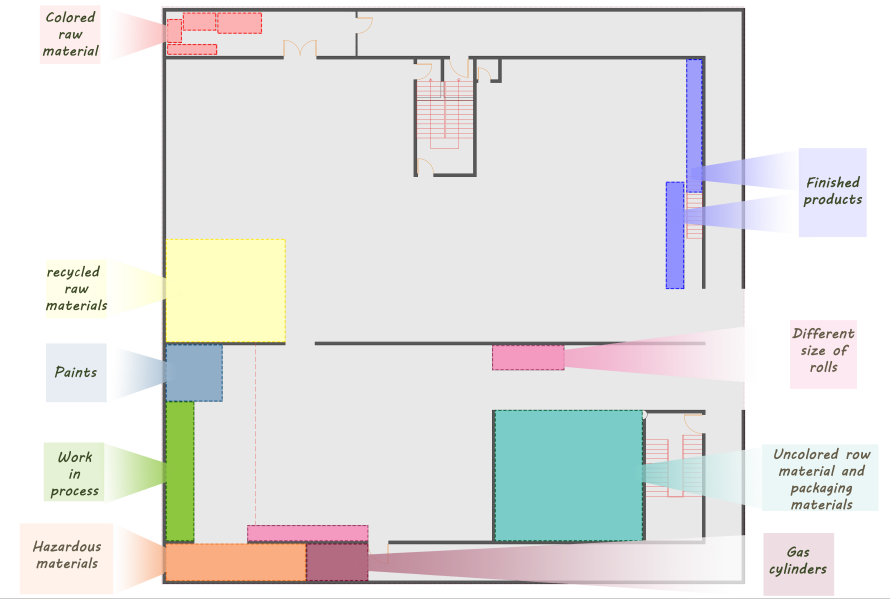 Colored
raw
material
Finished
products
recycled
raw
materials
Different
size of
rolls
Paints
Work
in
process
Uncolored row
material and
packaging
materials
Hazardous
materials
Gas
cylinders